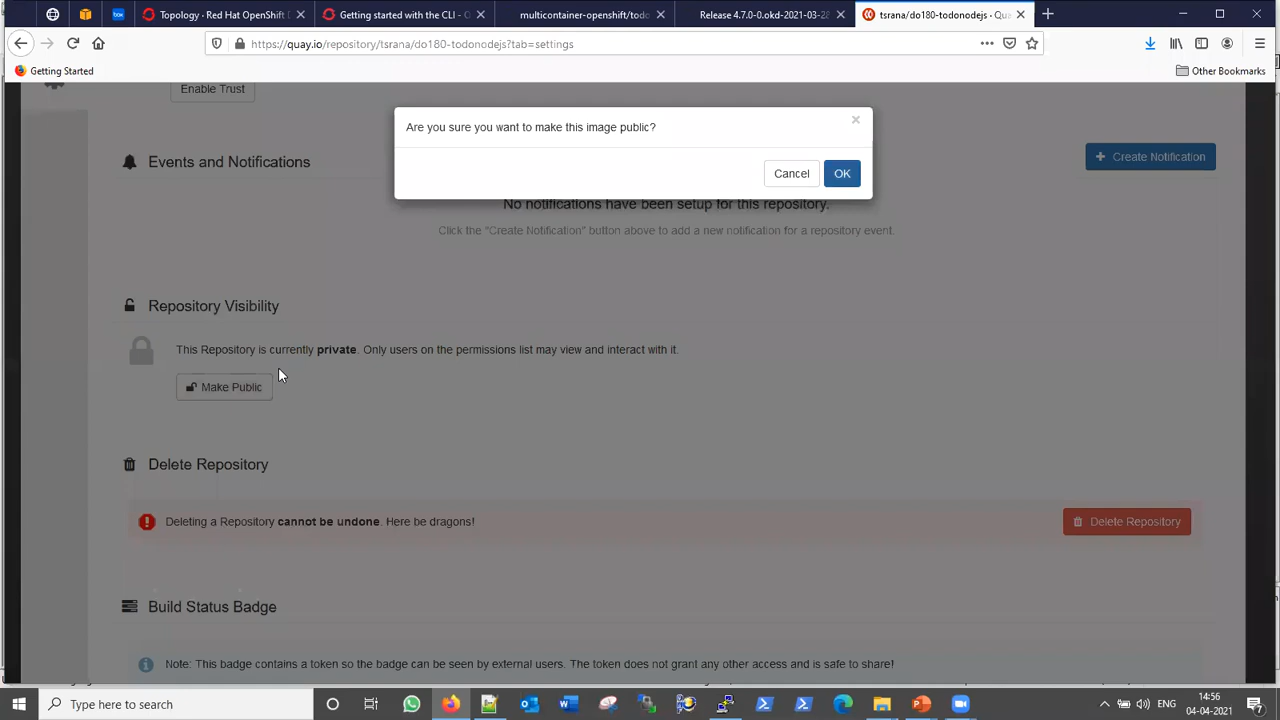 Topology · Red Hat OpenShift
Getting started with the CLI - O
multicontainer-openshift/todo
Release 4.7.0-0.okd-2021-03-28
tsrana/do180-todonodejs · Qua
https://quay.io/repository/tsrana/do180-todonodejs?tab=settings
Getting Started
Other Bookmarks
Enable Trust
Are you sure you want to make this image public?
Cancel
OK
Events and Notifications
Create Notification
No notifications have been setup for this repository.
Click the "Create Notification" button above to add a new notification for a repository event.
Repository Visibility
This Repository is currently private. Only users on the permissions list may view and interact with it.
Make Public
Delete Repository
Deleting a Repository cannot be undone. Here be dragons!
Delete Repository
Build Status Badge
Note: This badge contains a token so the badge can be seen by external users. The token does not grant any other access and is safe to share!
Type here to search
ENG
14:56
04-04-2021